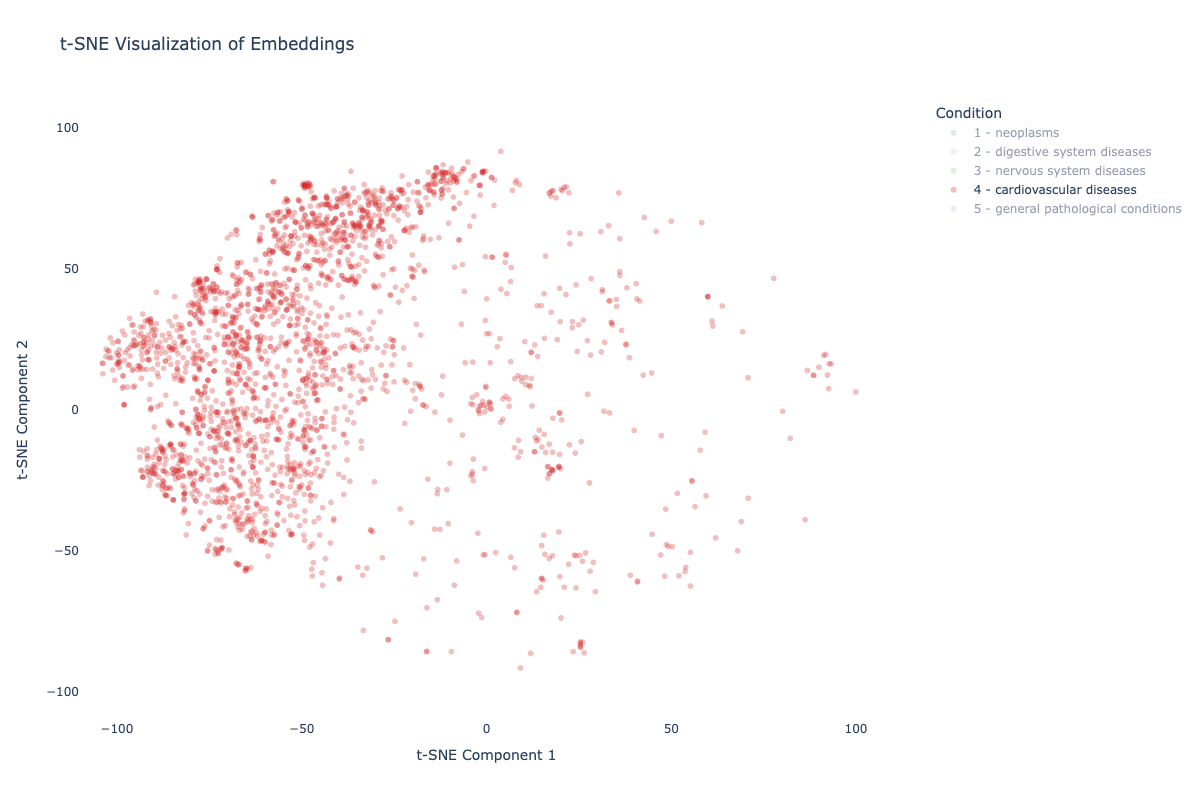 t-SNE Visualization of Embeddings
Condition
1 - neoplasms
2 - digestive system diseases
3 - nervous system diseases
4 - cardiovascular diseases
5 - general pathological conditions
100
50
0
−50
−100
t-SNE Component 2
−100
−50
0
50
100
t-SNE Component 1